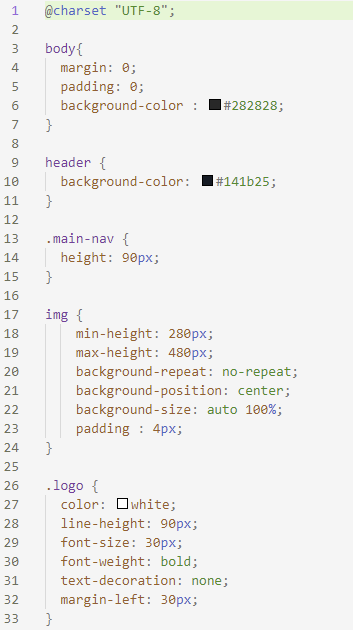 1 @charset "UTF-8";
2
3 body{
4 margin: 0;
5 padding: 0;
6 background-color : #282828;
7 }
8
9 header {
10 background-color: #141b25;
11 }
12
13 .main-nav {
14 height: 90px;
15 }
16
17 img {
18 min-height: 280px;
19 max-height: 480px;
20 background-repeat: no-repeat;
21 background-position: center;
22 background-size: auto 100%;
23 padding : 4px;
24 }
25
26 .logo {
27 color: white;
28 line-height: 90px;
29 font-size: 30px;
30 font-weight: bold;
31 text-decoration: none;
32 margin-left: 30px;
33 }